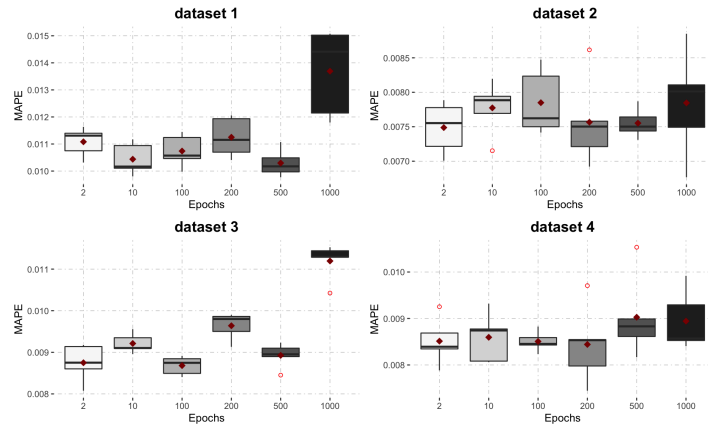 dataset 1
MAPE
0.015
0.014
0.013
0.012
0.011
0.010
2 10 100 200 500 1000
Epochs
dataset 2
MAPE
0.0085
0.0080
0.0075
0.0070
2 10 100 200 500 1000
Epochs
dataset 3
MAPE
0.011
0.010
0.009
0.008
2 10 100 200 500 1000
Epochs
dataset 4
MAPE
0.010
0.009
0.008
2 10 100 200 500 1000
Epochs